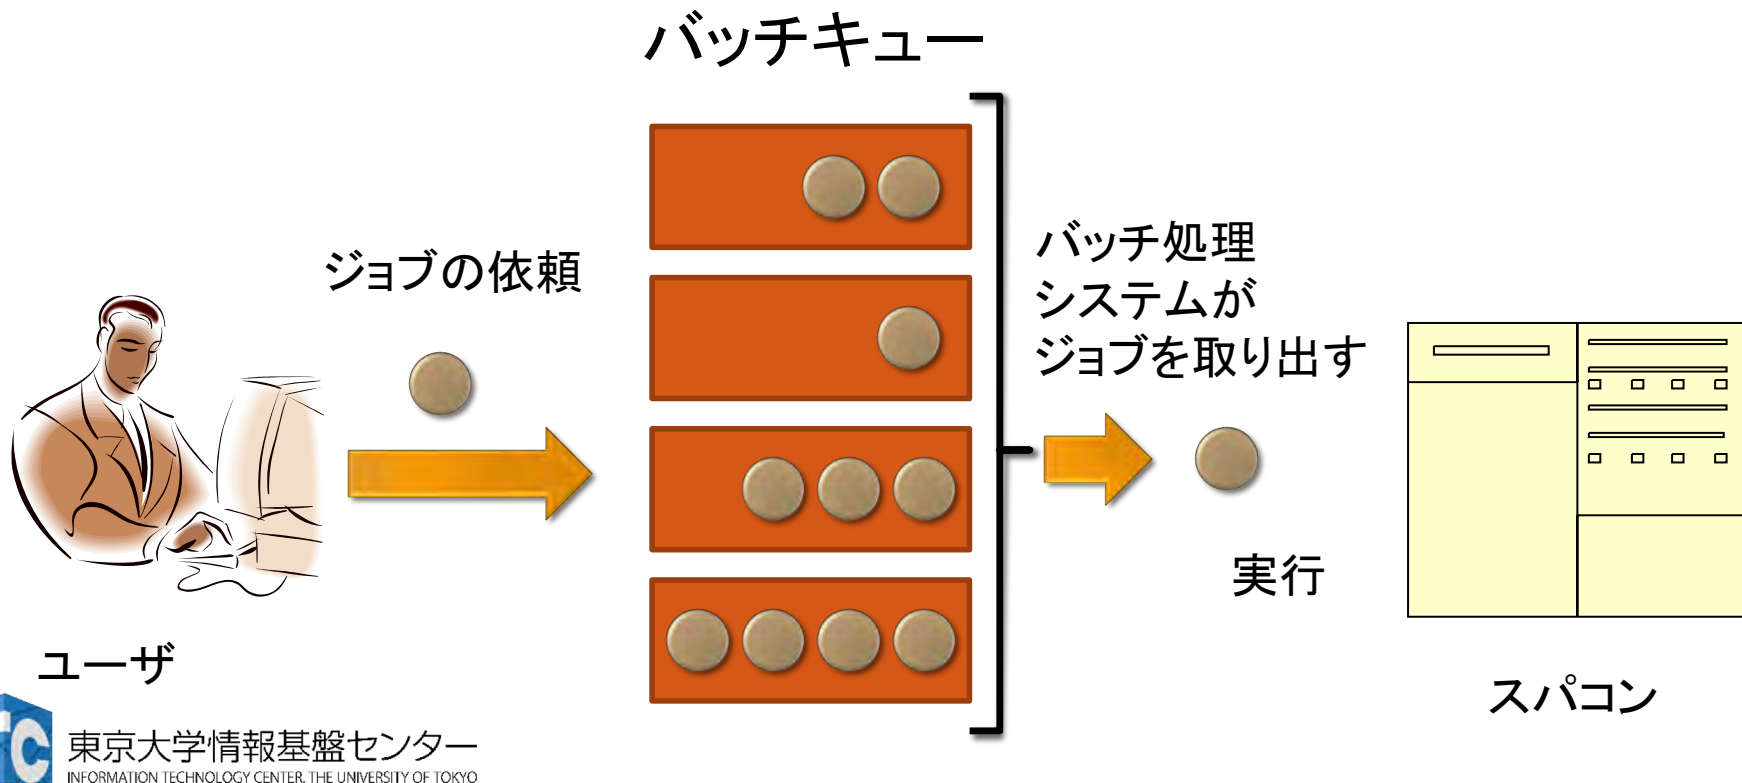 バッチキュー
ジョブの依頼
バッチ処理
システムが
ジョブを取り出す
実行
ユーザ
スパコン
東京大学情報基盤センター
INFORMATION TECHNOLOGY CENTER, THE UNIVERSITY OF TOKYO